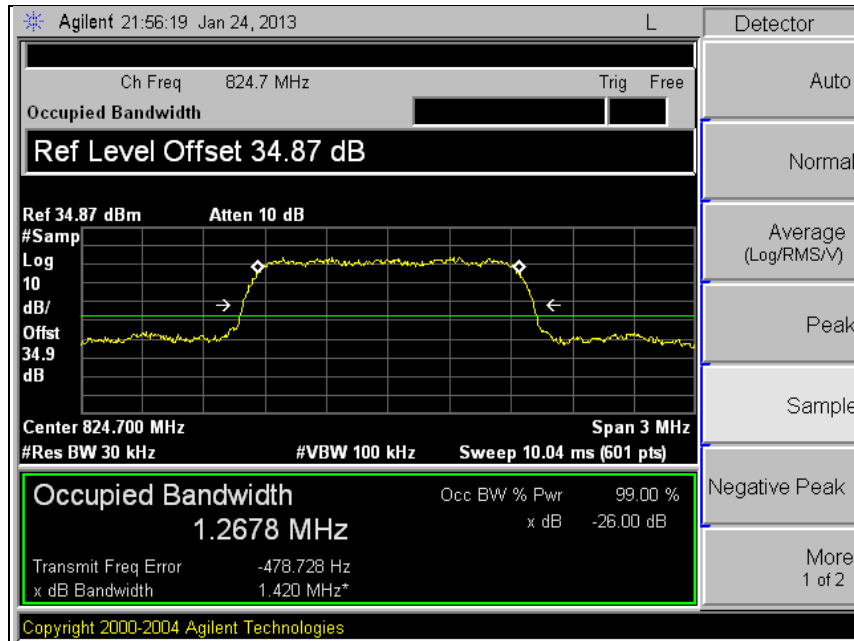 Agilent 21:56:19 Jan 24, 2013 L
Detector
Ch Freq 824.7 MHz Trig Free
Occupied Bandwidth
Ref Level Offset 34.87 dB
Ref 34.87 dBm Atten 10 dB
#Samp
Log
10
dB/
Offst
34.9
dB
Center 824.700 MHz Span 3 MHz
#Res BW 30 kHz #VBW 100 kHz Sweep 10.04 ms (601 pts)
Occupied Bandwidth Occ BW % Pwr 99.00 %
1.2678 MHz x dB -26.00 dB
Transmit Freq Error -478.728 Hz
x dB Bandwidth 1.420 MHz*
Copyright 2000-2004 Agilent Technologies
Auto
Normal
Average
(Log/RMS/V)
Peak
Sample
Negative Peak
More
1 of 2